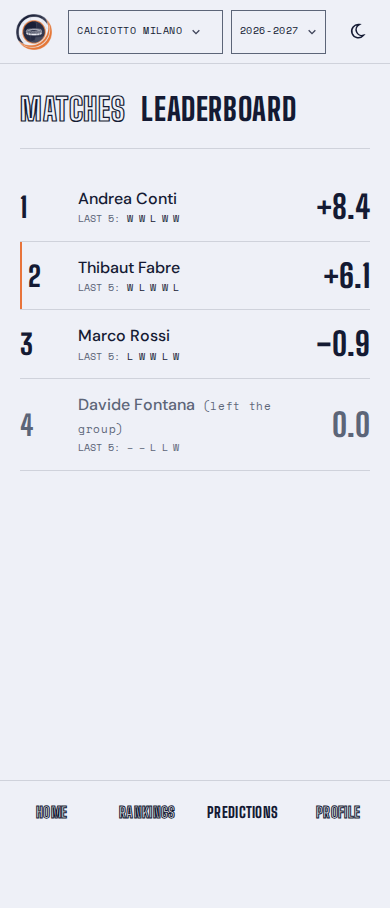 CALCIOTTO MILANO
2026-2027
MATCHES LEADERBOARD
1 Andrea Conti +8.4
LAST 5: W W L W W
2 Thibaut Fabre +6.1
LAST 5: W L W W L
3 Marco Rossi −0.9
LAST 5: L W W L W
4 Davide Fontana (left the group) 0.0
LAST 5: – – L L W
HOME RANKINGS PREDICTIONS PROFILE